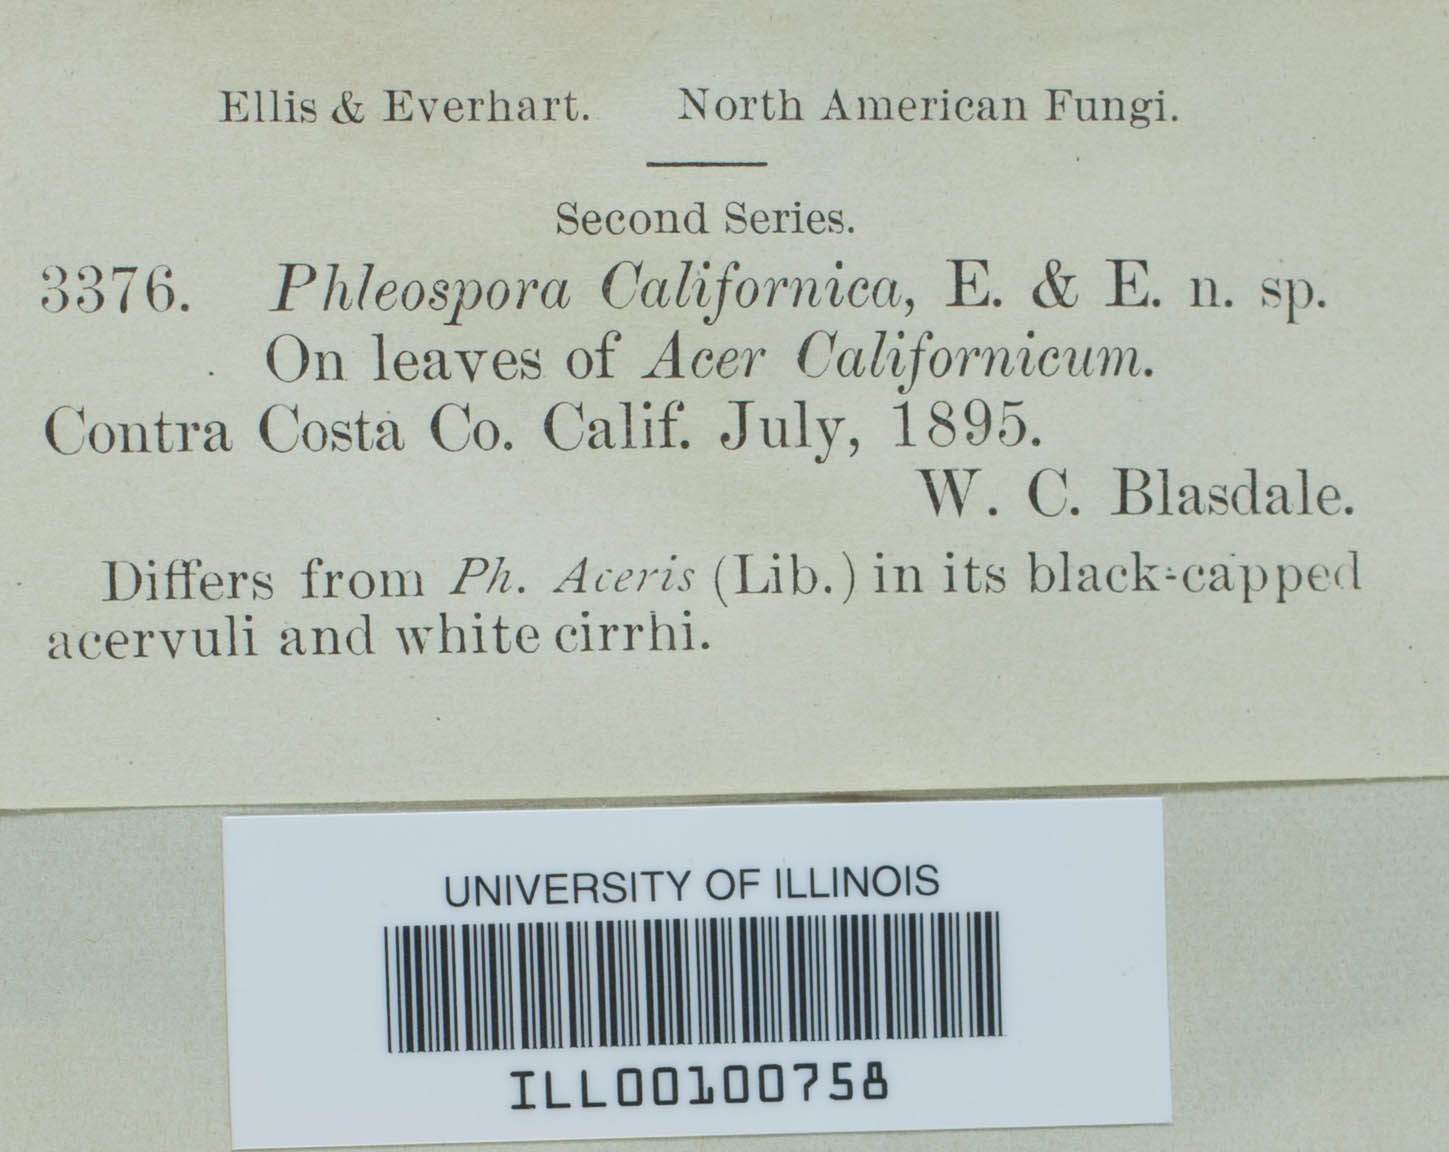 Ellis & Everhart. North American Fungi.
Second Series.
3376. Phleospora Californica, E. & E. n. sp.
On leaves of Acer Californicum.
Contra Costa Co. Calif. July, 1895.
W. C. Blasdale.
Differs from Ph. Aceris (Lib.) in its black-capped
acervuli and white cirrhi.
UNIVERSITY OF ILLINOIS
ILL00100758